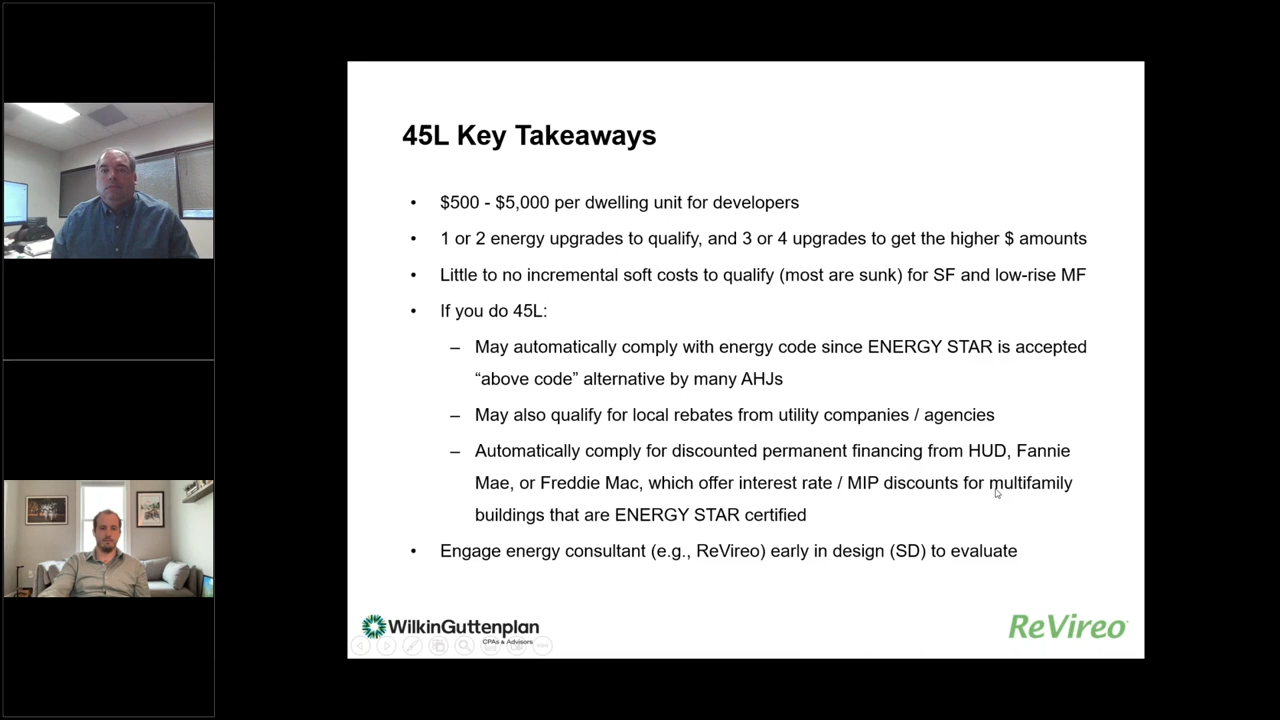 45L Key Takeaways
• $500 - $5,000 per dwelling unit for developers
• 1 or 2 energy upgrades to qualify, and 3 or 4 upgrades to get the higher $ amounts
• Little to no incremental soft costs to qualify (most are sunk) for SF and low-rise MF
• If you do 45L:
– May automatically comply with energy code since ENERGY STAR is accepted
“above code” alternative by many AHJs
– May also qualify for local rebates from utility companies / agencies
– Automatically comply for discounted permanent financing from HUD, Fannie
Mae, or Freddie Mac, which offer interest rate / MIP discounts for multifamily
buildings that are ENERGY STAR certified
• Engage energy consultant (e.g., ReVireo) early in design (SD) to evaluate
WilkinGuttenplan
CPAs & Advisors
ReVireo